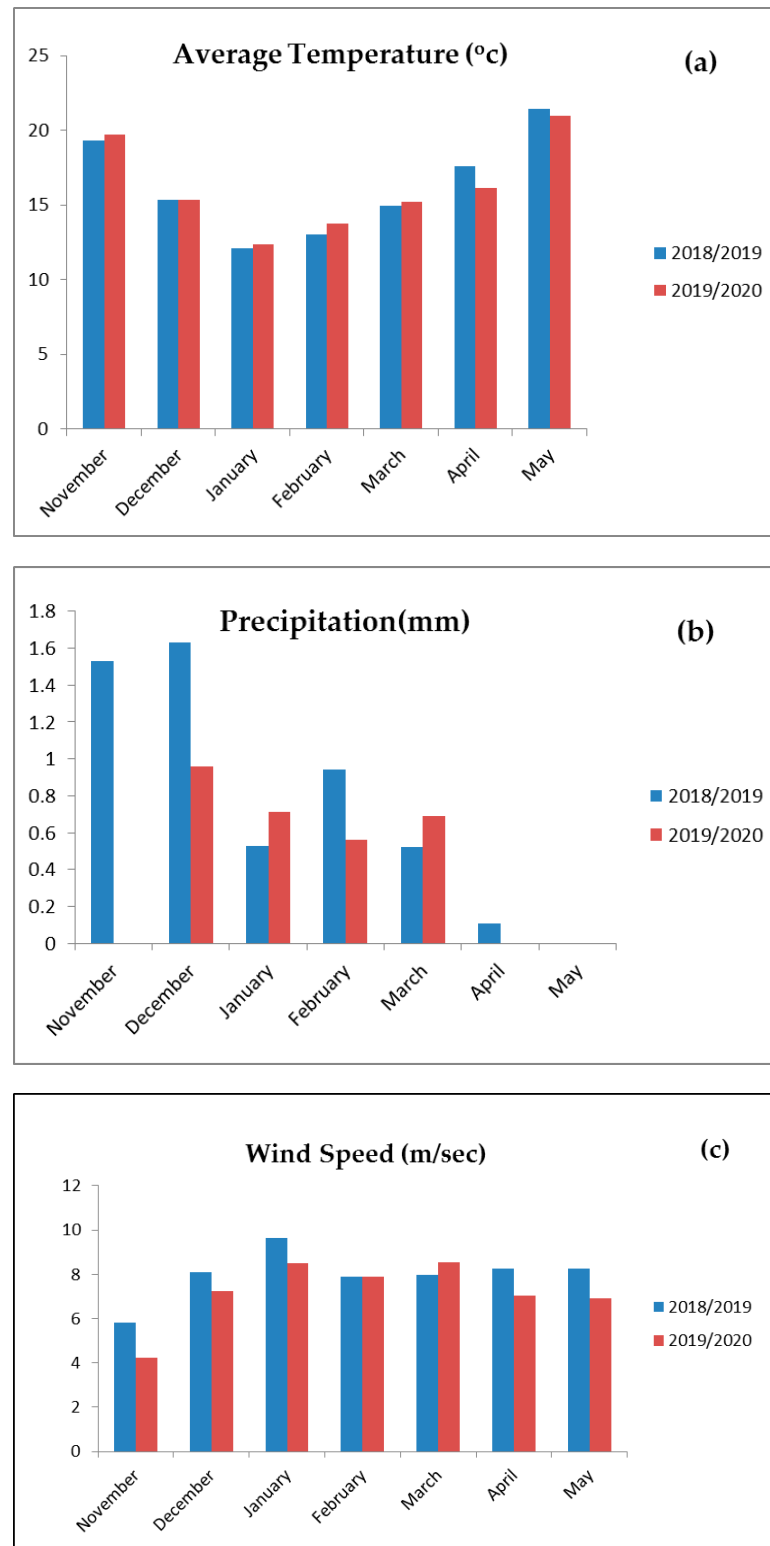 Average Temperature (ºc)
(a)
25
20
15
10
5
0
November
December
January
February
March
April
May
2018/2019
2019/2020
Precipitation(mm)
(b)
1.8
1.6
1.4
1.2
1
0.8
0.6
0.4
0.2
0
November
December
January
February
March
April
May
2018/2019
2019/2020
Wind Speed (m/sec)
(c)
12
10
8
6
4
2
0
November
December
January
February
March
April
May
2018/2019
2019/2020